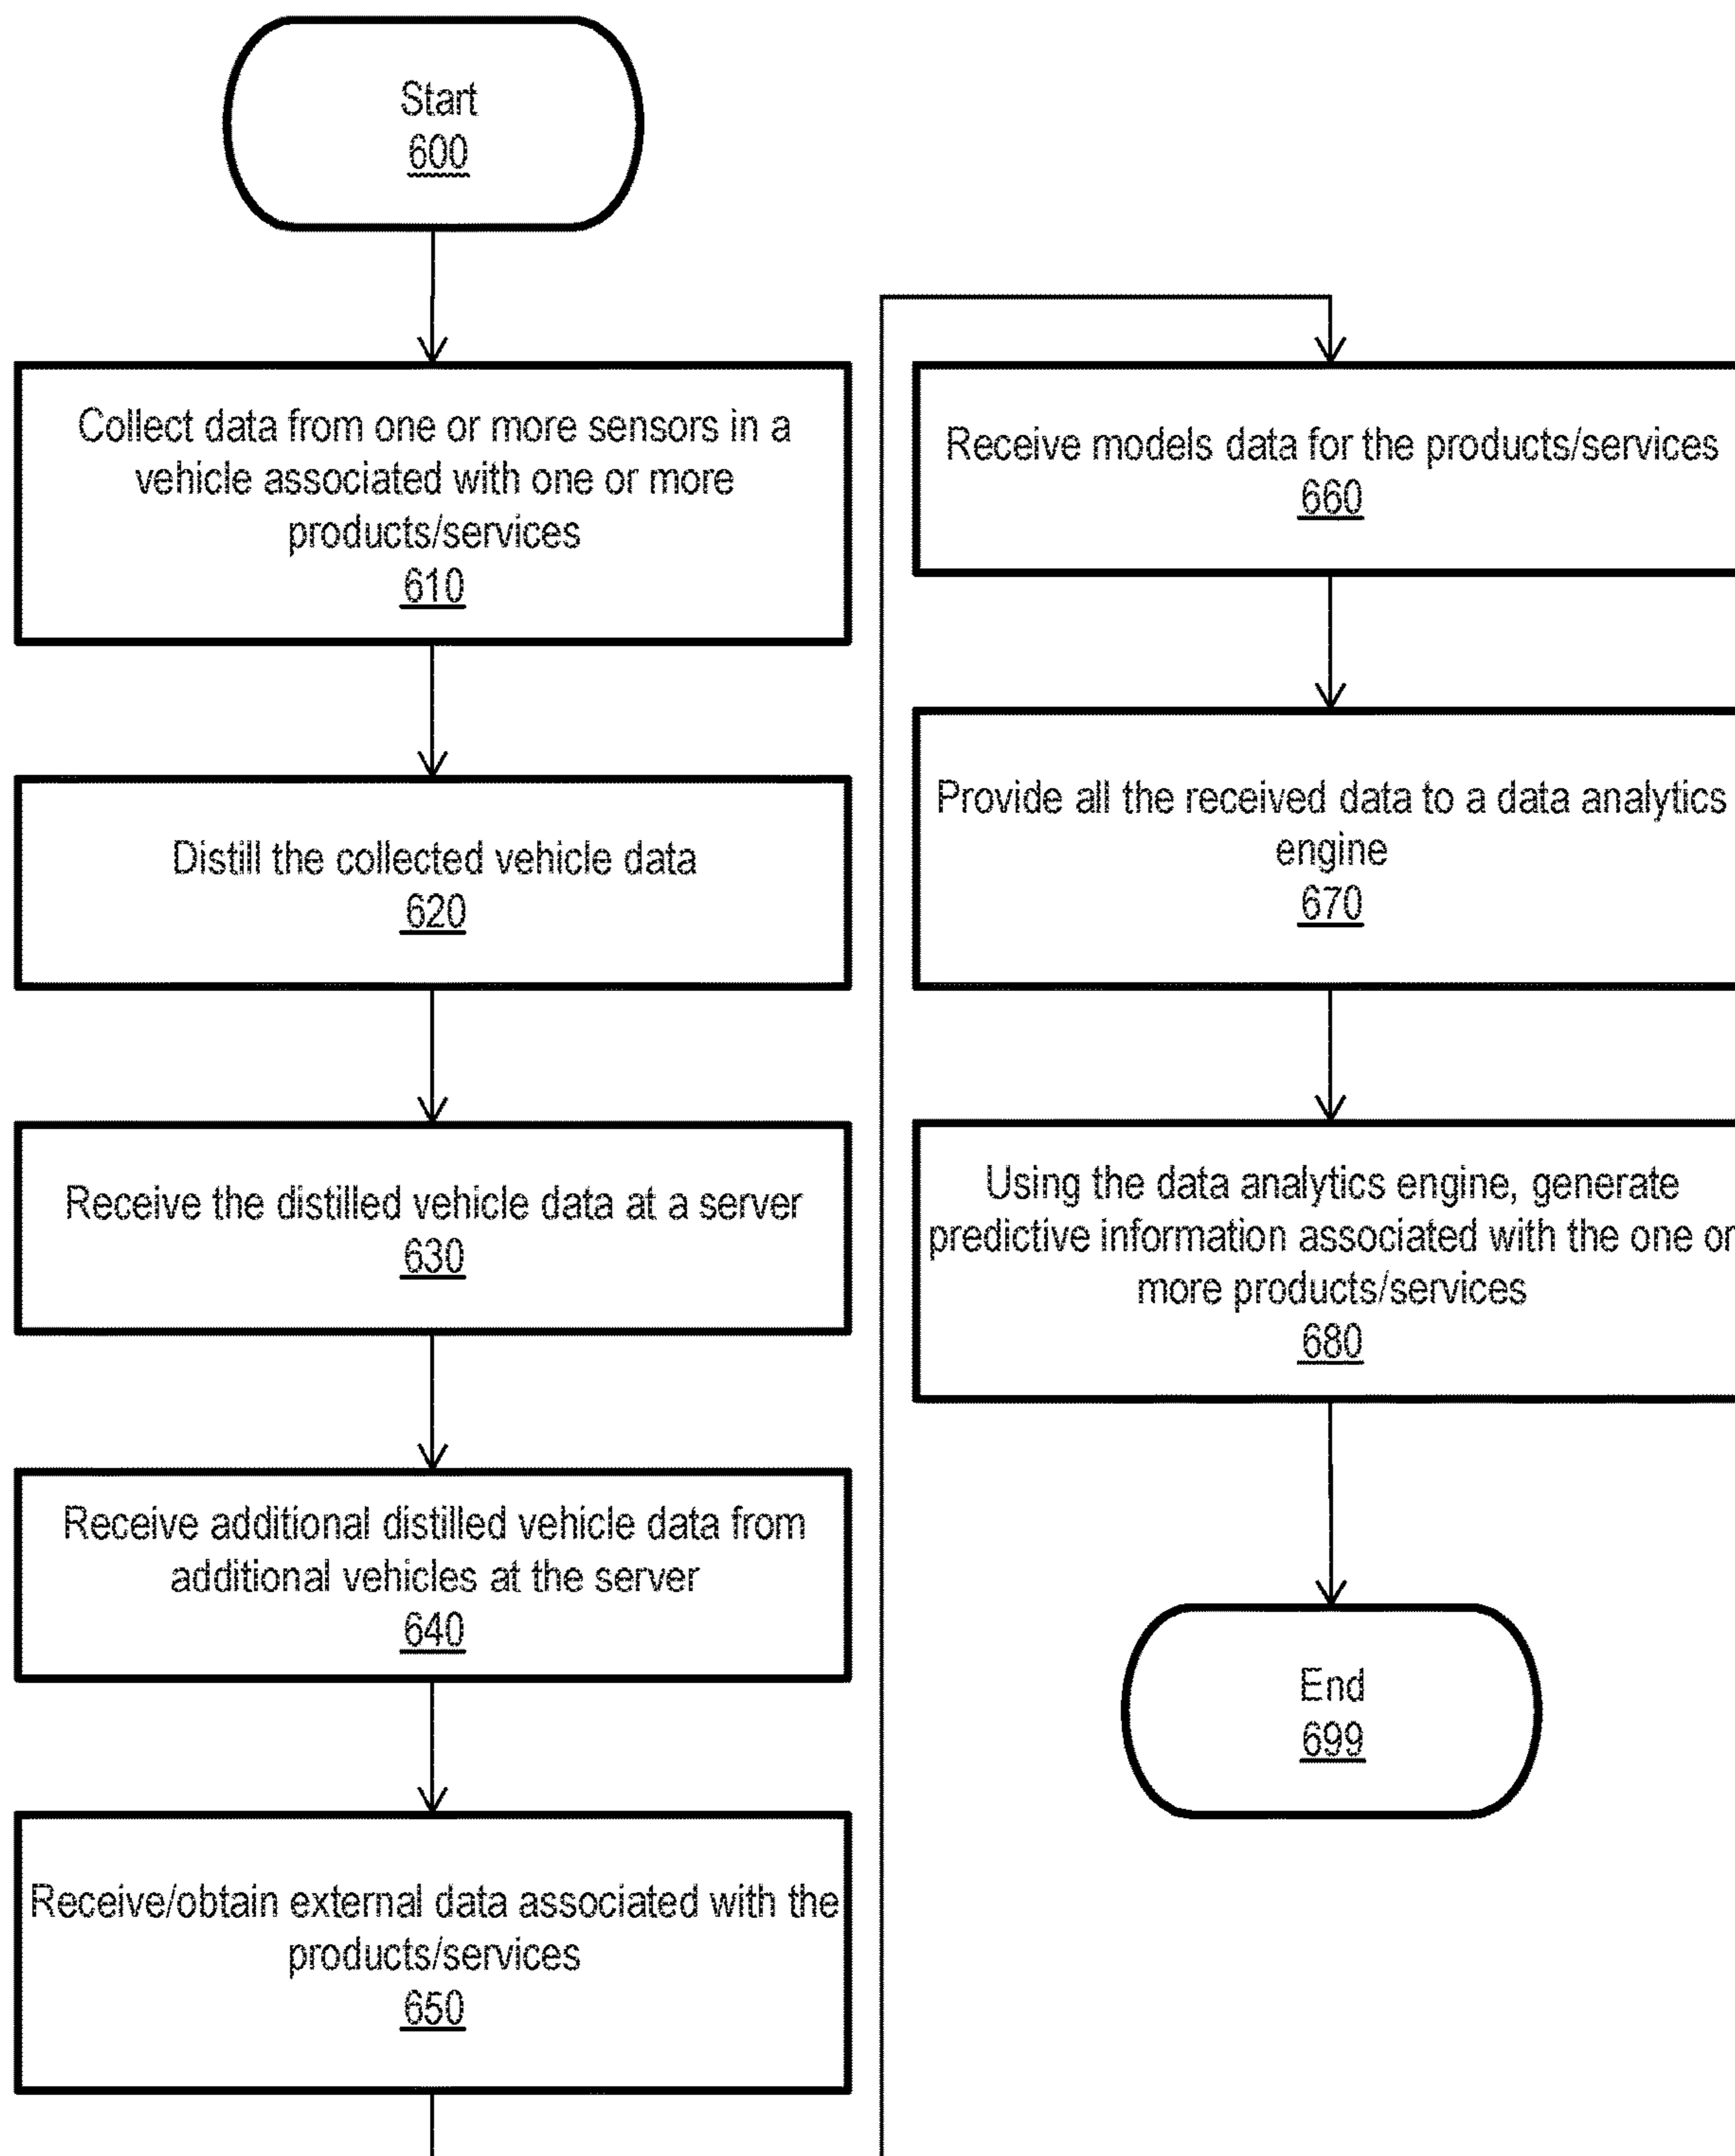 Start
600
Collect data from one or more sensors in a
vehicle associated with one or more
products/services
610
Distill the collected vehicle data
620
Receive the distilled vehicle data at a server
630
Receive additional distilled vehicle data from
additional vehicles at the server
640
Receive/obtain external data associated with the
products/services
650
Receive models data for the products/services
660
Provide all the received data to a data analytics
engine
670
Using the data analytics engine, generate
predictive information associated with the one or
more products/services
680
End
699